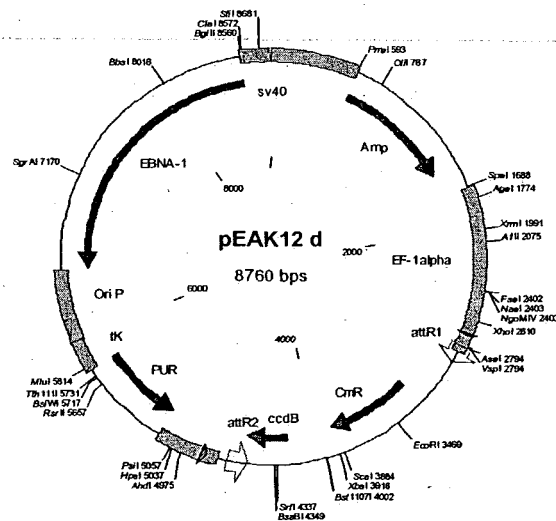 SfiI 8681
ClaI 8572
BglII 8560
PmeI 593
BbsI 8018
OliI 787
sv40
Amp
SgrAI 7170
EBNA-1
8000
SpeI 1688
AgeI 1774
pEAK12 d
8760 bps
XmnI 1991
AflII 2075
2000
EF-1alpha
Ori P
6000
FseI 2402
NaeI 2403
NgoMIV 2403
XhoI 2810
4000
attR1
tK
AseI 2794
VspI 2794
PUR
MluI 5814
Tth111I 5731
BsiWI 5717
RsrII 5657
CmR
attR2
ccdB
EcoRI 3469
PsiI 5057
HpaI 5037
AhdI 4975
ScaI 3884
XbaI 3918
Bst1107I 4002
SrfI 4337
BsaBI 4349